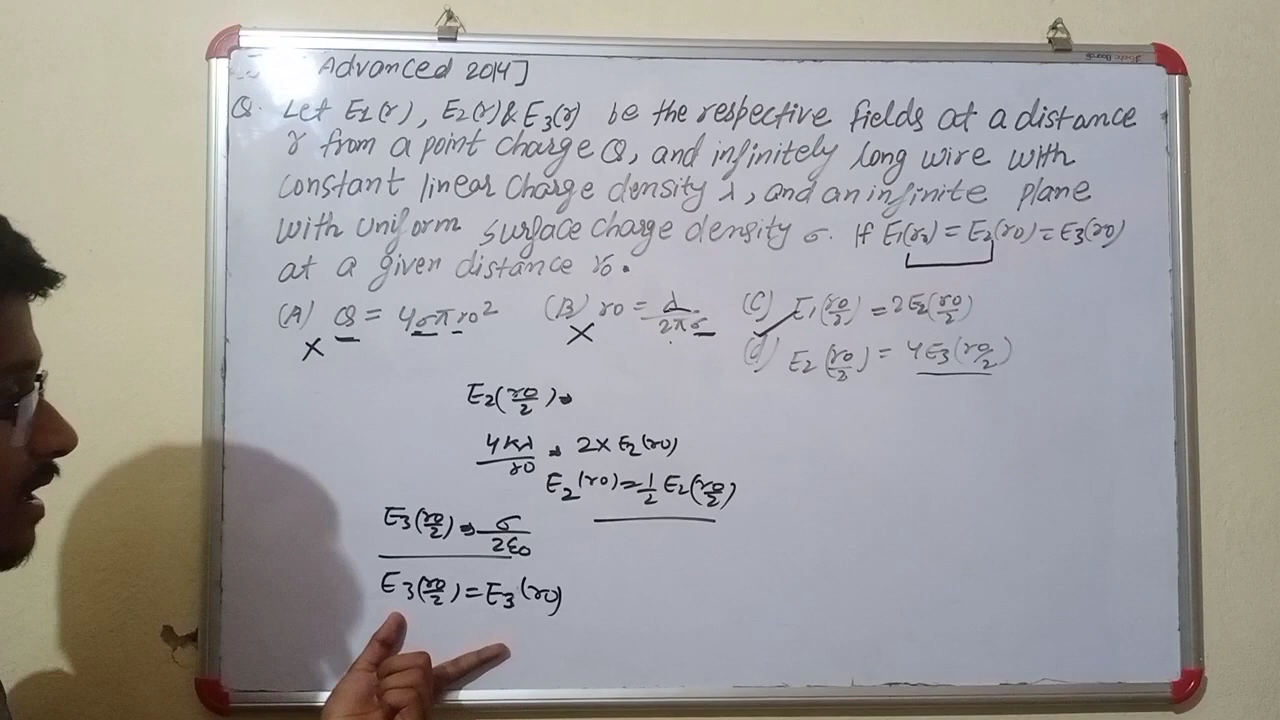 Advanced 2014]
Q. Let E1(r), E2(r) & E3(r) be the respective fields at a distance
r from a point charge Q, and infinitely long wire with
constant linear charge density λ, and an infinite plane
with uniform surface charge density σ. If E1(r0) = E2(r0) = E3(r0)
at a given distance r0.
(A) Q = 4σπr0² (B) r0 = λ/2πσ (C) E1(r0/2) = 2E2(r0/2)
(d) E2(r0/2) = 4E3(r0/2)
E2(r0/2) ⇒
4Kλ/r0 ⇒ 2 x E2(r0)
E2(r0) = 1/2 E2(r0/2)
E3(r0/2) ⇒ σ/2ε0
E3(r0/2) = E3(r0)